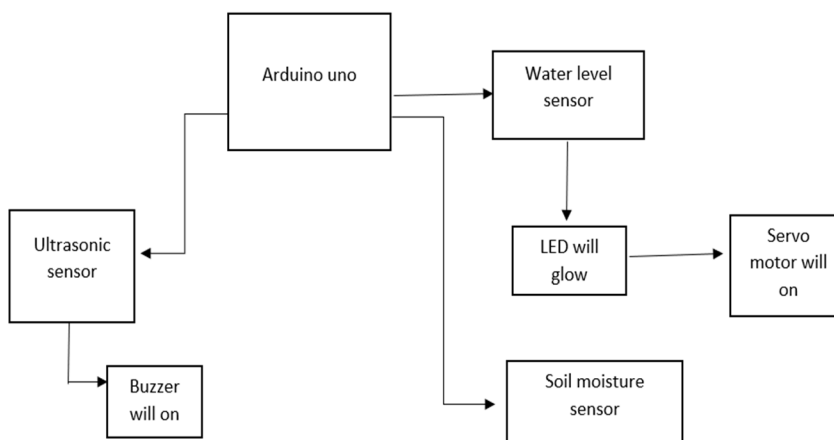 Arduino uno
Water level
sensor
Ultrasonic
sensor
LED will
glow
Servo
motor will
on
Buzzer
will on
Soil moisture
sensor